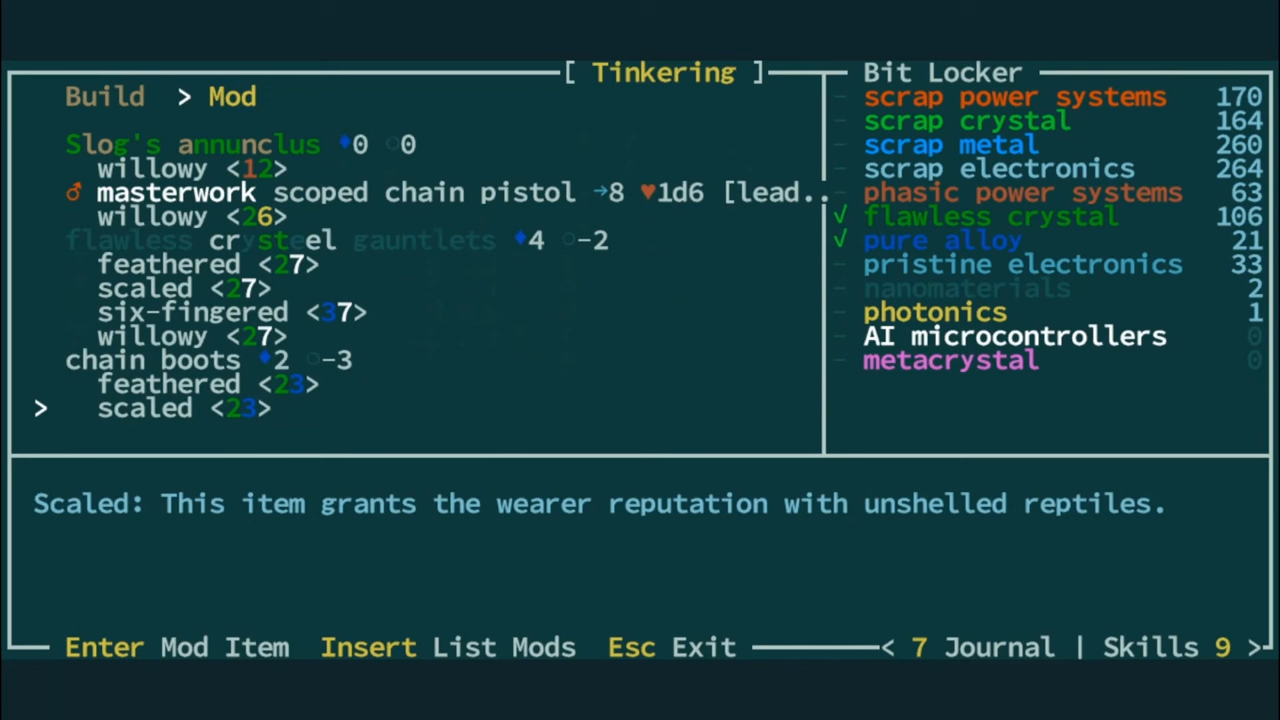 [ Tinkering ]
Build > Mod
Slog's annunclus ♦0 ○0
willowy <12>
♂ masterwork scoped chain pistol →8 ♥1d6 [lead..
willowy <26>
flawless crysteel gauntlets ♦4 ○-2
feathered <27>
scaled <27>
six-fingered <37>
willowy <27>
chain boots ♦2 ○-3
feathered <23>
> scaled <23>
Bit Locker
- scrap power systems 170
- scrap crystal 164
- scrap metal 260
- scrap electronics 264
- phasic power systems 63
√ flawless crystal 106
√ pure alloy 21
- pristine electronics 33
- nanomaterials 2
- photonics 1
- AI microcontrollers 0
- metacrystal 0
Scaled: This item grants the wearer reputation with unshelled reptiles.
Enter Mod Item Insert List Mods Esc Exit < 7 Journal | Skills 9 >